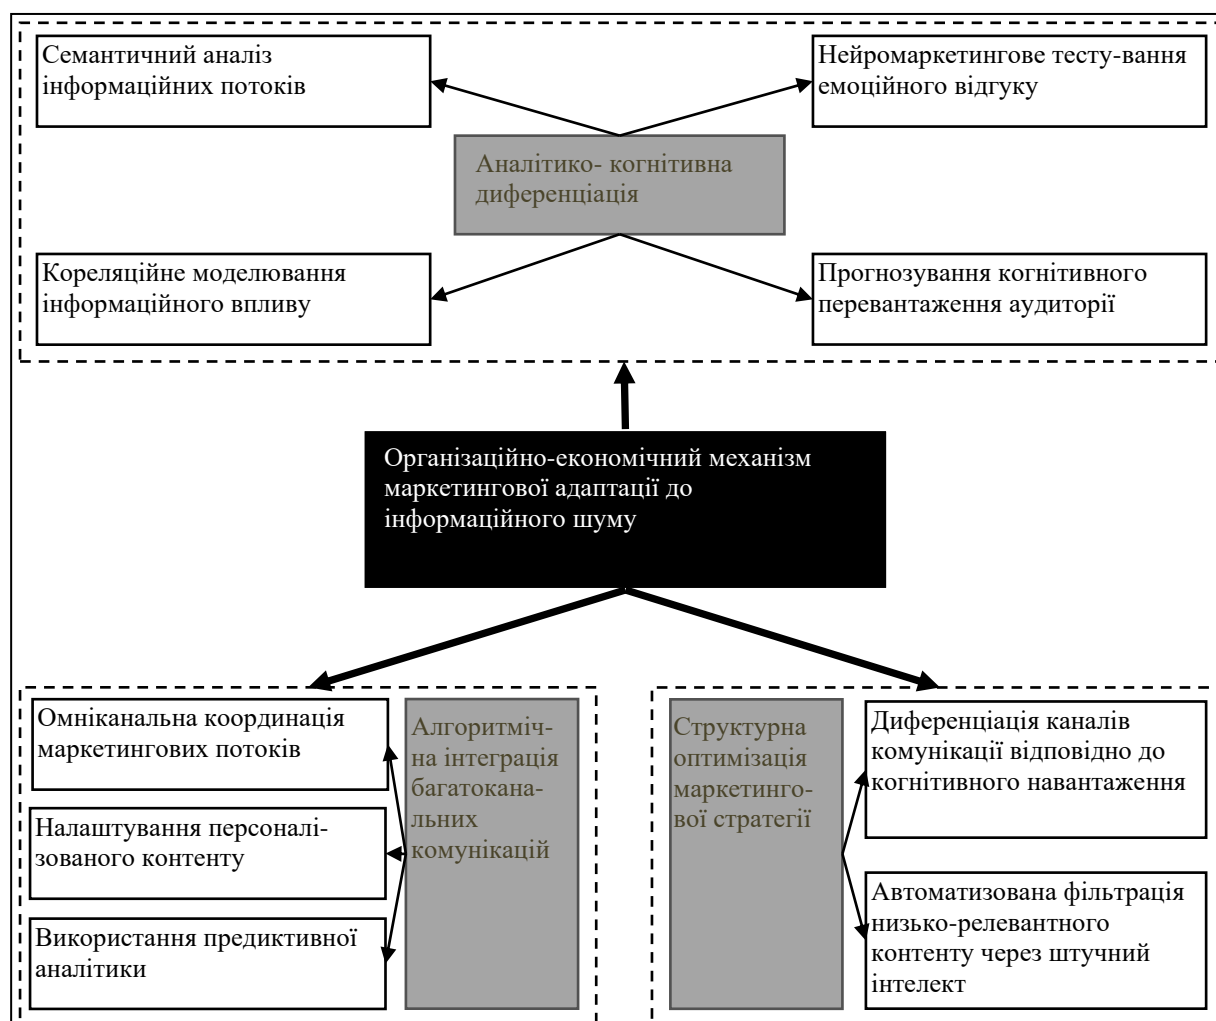 Семантичний аналіз
інформаційних потоків
Нейромаркетингове тесту-вання
емоційного відгуку
Аналітико- когнітивна
диференціація
Кореляційне моделювання
інформаційного впливу
Прогнозування когнітивного
перевантаження аудиторії
Організаційно-економічний механізм
маркетингової адаптації до
інформаційного шуму
Омніканальна координація
маркетингових потоків
Налаштування персоналі-
зованого контенту
Використання предиктивної
аналітики
Алгоритміч-
на інтеграція
багатокана-
льних
комунікацій
Структурна
оптимізація
маркетинго-
вої стратегії
Диференціація каналів
комунікації відповідно до
когнітивного навантаження
Автоматизована фільтрація
низько-релевантного
контенту через штучний
інтелект